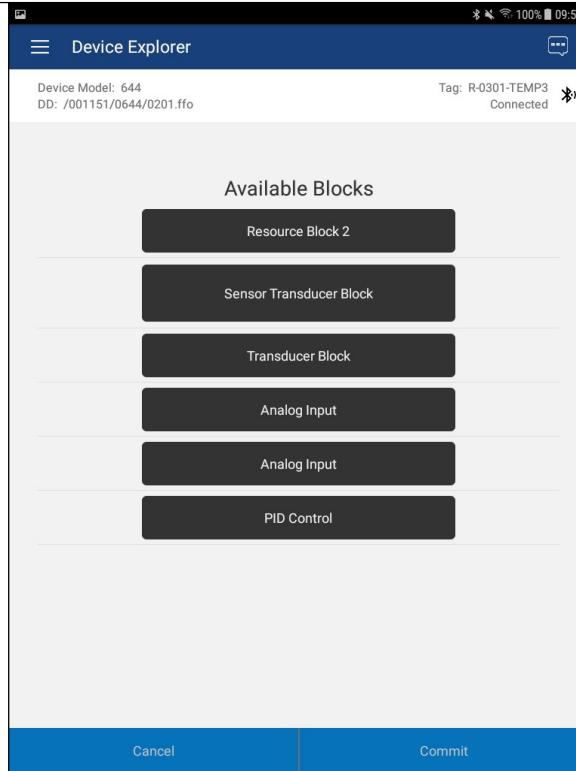 100% 09:5
Device Explorer
Device Model: 644
Tag: R-0301-TEMP3
DD: /001151/0644/0201.ffo
Connected
Available Blocks
Resource Block 2
Sensor Transducer Block
Transducer Block
Analog Input
Analog Input
PID Control
Cancel
Commit